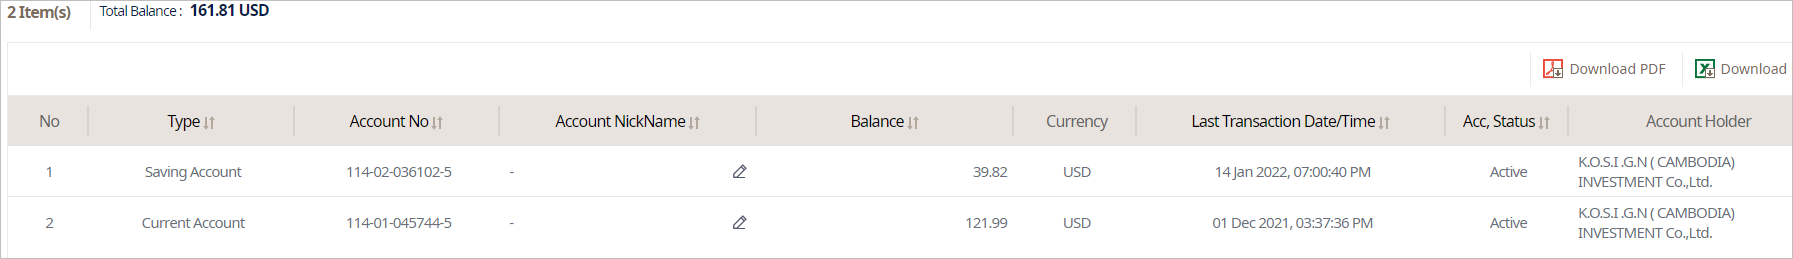 2 Item(s) Total Balance : 161.81 USD
Download PDF Download
No Type Account No Account NickName Balance Currency Last Transaction Date/Time Acc, Status Account Holder
1 Saving Account 114-02-036102-5 - 39.82 USD 14 Jan 2022, 07:00:40 PM Active K.O.S.I .G.N ( CAMBODIA)
INVESTMENT Co.,Ltd.
2 Current Account 114-01-045744-5 - 121.99 USD 01 Dec 2021, 03:37:36 PM Active K.O.S.I .G.N ( CAMBODIA)
INVESTMENT Co.,Ltd.